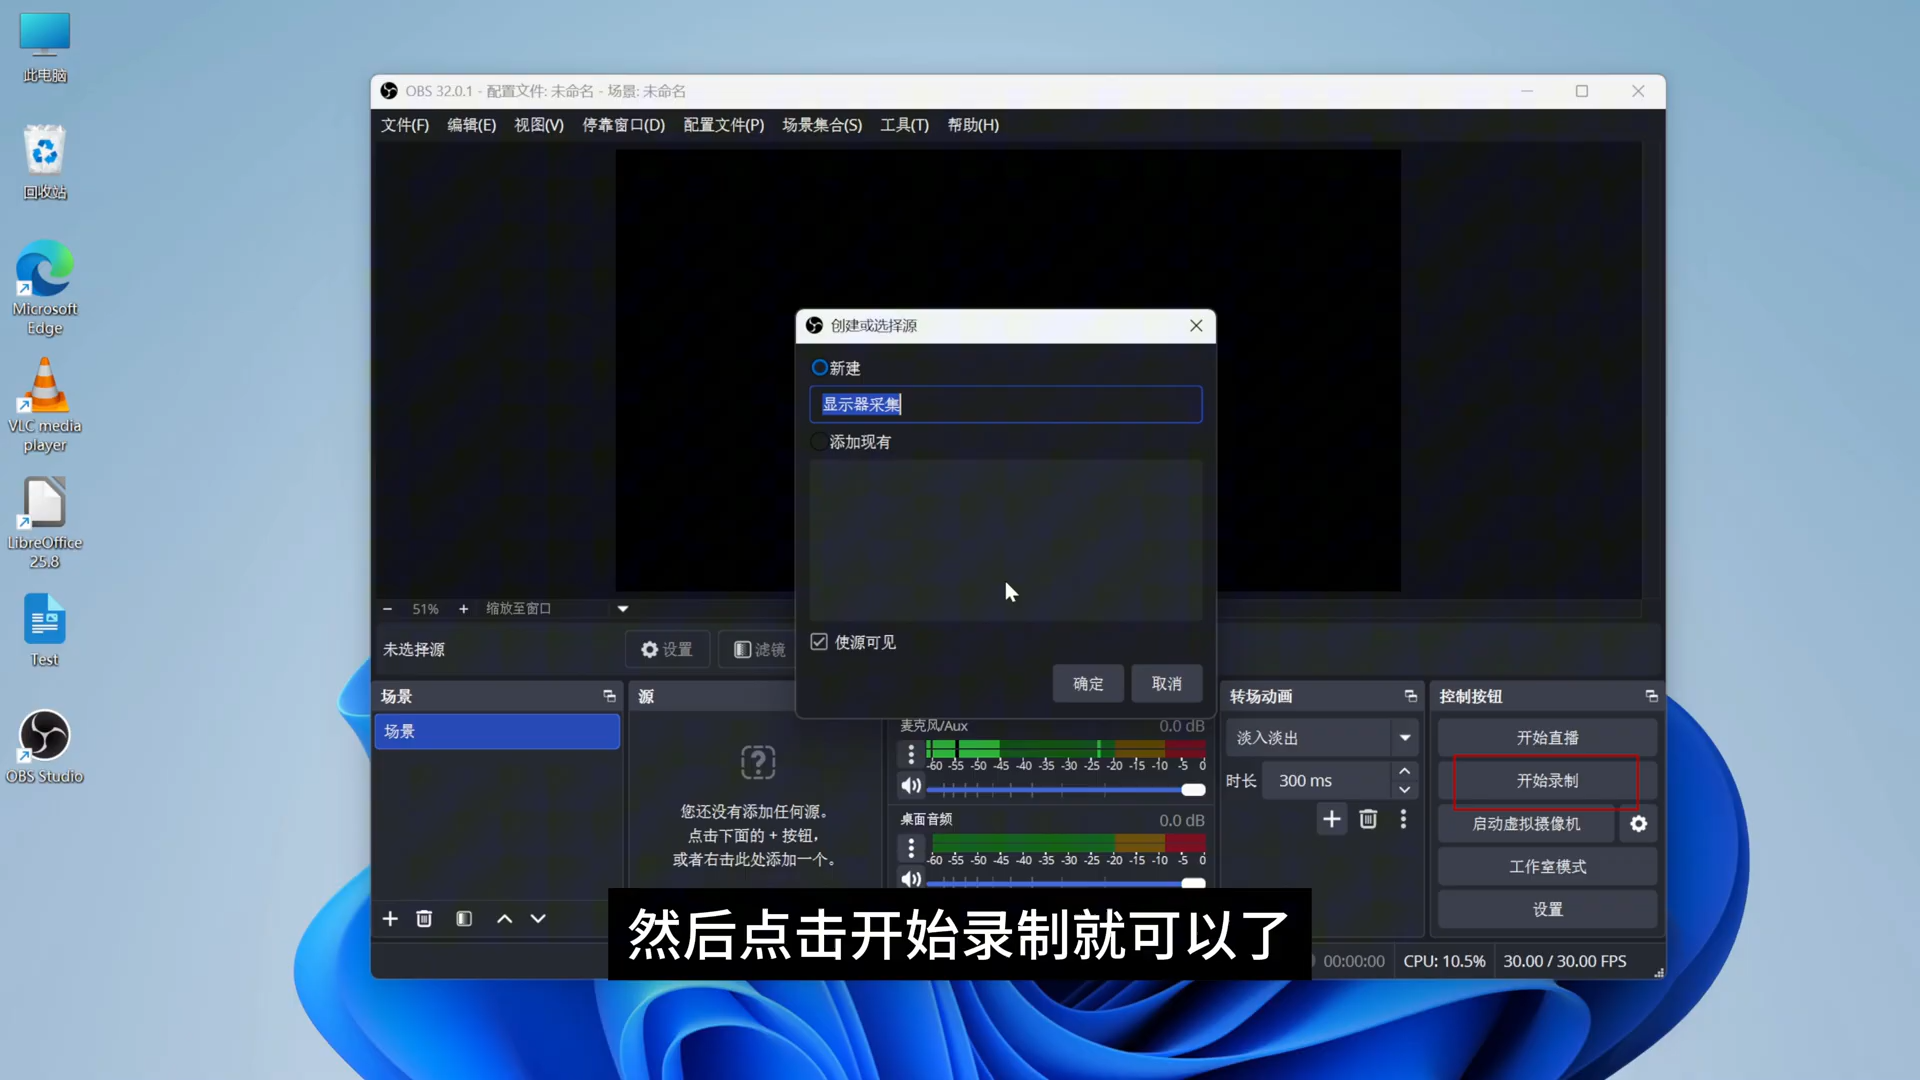 此电脑
回收站
Microsoft
Edge
VLC media
player
LibreOffice
25.8
Test
OBS Studio
OBS 32.0.1 - 配置文件: 未命名 - 场景: 未命名
文件(F) 编辑(E) 视图(V) 停靠窗口(D) 配置文件(P) 场景集合(S) 工具(T) 帮助(H)
创建或选择源
新建
显示器采集
添加现有
使源可见
确定 取消
51% 缩放至窗口
未选择源 设置 滤镜
场景
场景
源
您还没有添加任何源。
点击下面的 + 按钮，
或者右击此处添加一个。
麦克风/Aux 0.0 dB
-60 -55 -50 -45 -40 -35 -30 -25 -20 -15 -10 -5 0
桌面音频 0.0 dB
-60 -55 -50 -45 -40 -35 -30 -25 -20 -15 -10 -5 0
转场动画
淡入淡出
时长 300 ms
控制按钮
开始直播
开始录制
启动虚拟摄像机
工作室模式
设置
然后点击开始录制就可以了
00:00:00 CPU: 10.5% 30.00 / 30.00 FPS